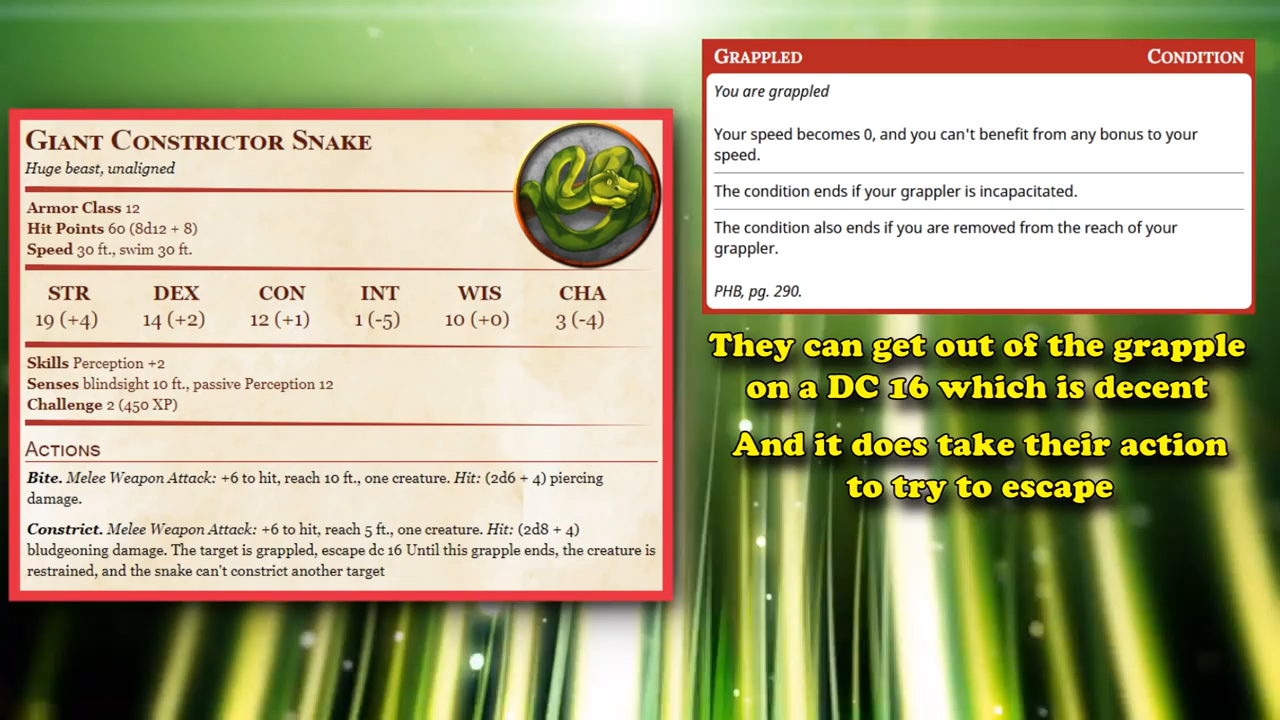 GIANT CONSTRICTOR SNAKE
Huge beast, unaligned
Armor Class 12
Hit Points 60 (8d12 + 8)
Speed 30 ft., swim 30 ft.
STR DEX CON INT WIS CHA
19 (+4) 14 (+2) 12 (+1) 1 (-5) 10 (+0) 3 (-4)
Skills Perception +2
Senses blindsight 10 ft., passive Perception 12
Challenge 2 (450 XP)
ACTIONS
Bite. Melee Weapon Attack: +6 to hit, reach 10 ft., one creature. Hit: (2d6 + 4) piercing
damage.
Constrict. Melee Weapon Attack: +6 to hit, reach 5 ft., one creature. Hit: (2d8 + 4)
bludgeoning damage. The target is grappled, escape dc 16 Until this grapple ends, the creature is
restrained, and the snake can't constrict another target
GRAPPLED CONDITION
You are grappled
Your speed becomes 0, and you can't benefit from any bonus to your
speed.
The condition ends if your grappler is incapacitated.
The condition also ends if you are removed from the reach of your
grappler.
PHB, pg. 290.
They can get out of the grapple
on a DC 16 which is decent
And it does take their action
to try to escape